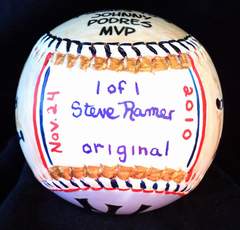 JOHNNY
PODRES
MVP
1 of 1
Steve Ramer
original
Nov. 24
2010